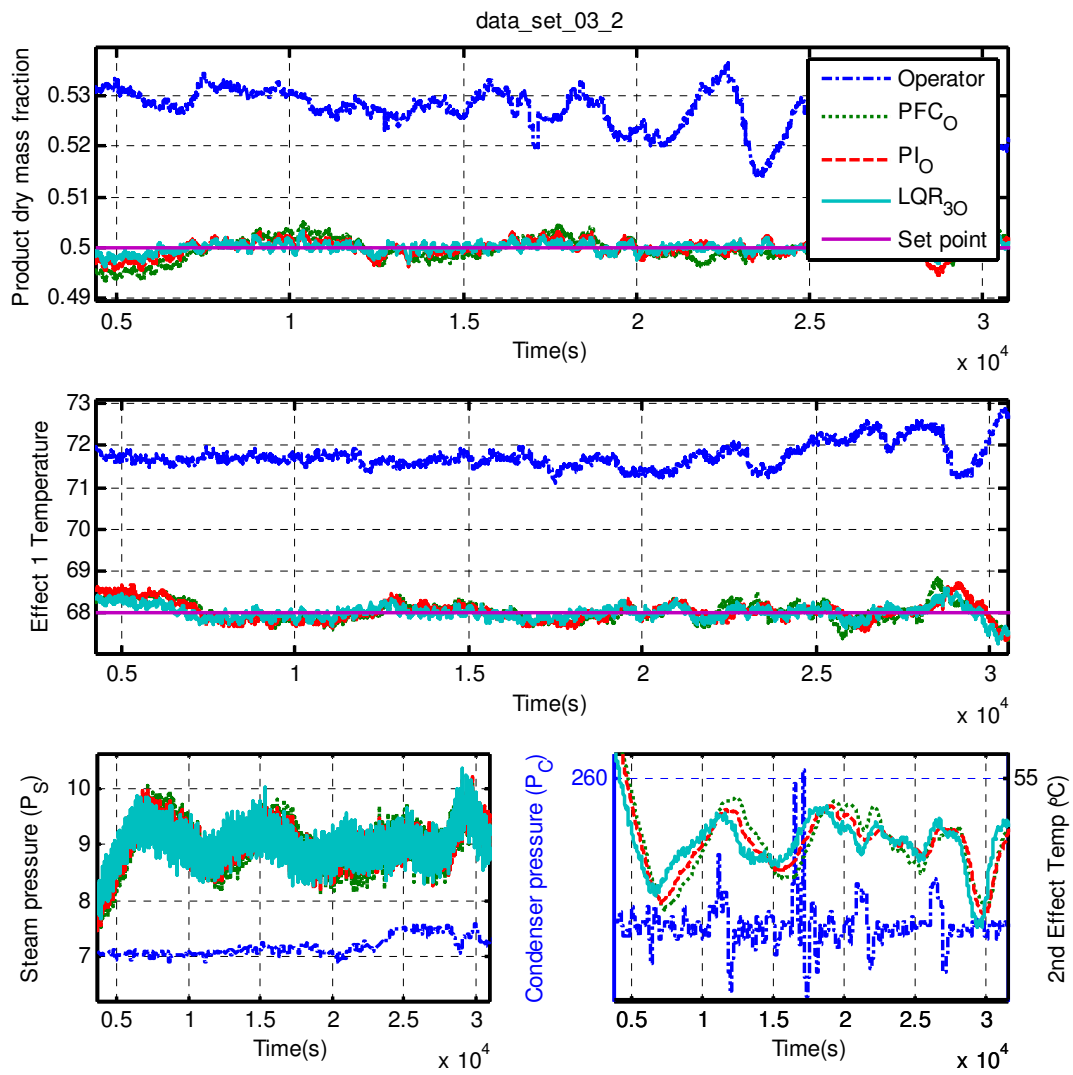 data_set_03_2
Product dry mass fraction
0.53
0.52
0.51
0.5
0.49
Operator
PFC_O
PI_O
LQR_3O
Set point
0.5 1 1.5 2 2.5 3
Time(s)
x 10^4
Effect 1 Temperature
73
72
71
70
69
68
0.5 1 1.5 2 2.5 3
Time(s)
x 10^4
Steam pressure (P_S)
10
9
8
7
0.5 1 1.5 2 2.5 3
Time(s)
x 10^4
Condenser pressure (P_C)
260
55
2nd Effect Temp (ºC)
0.5 1 1.5 2 2.5 3
Time(s)
x 10^4